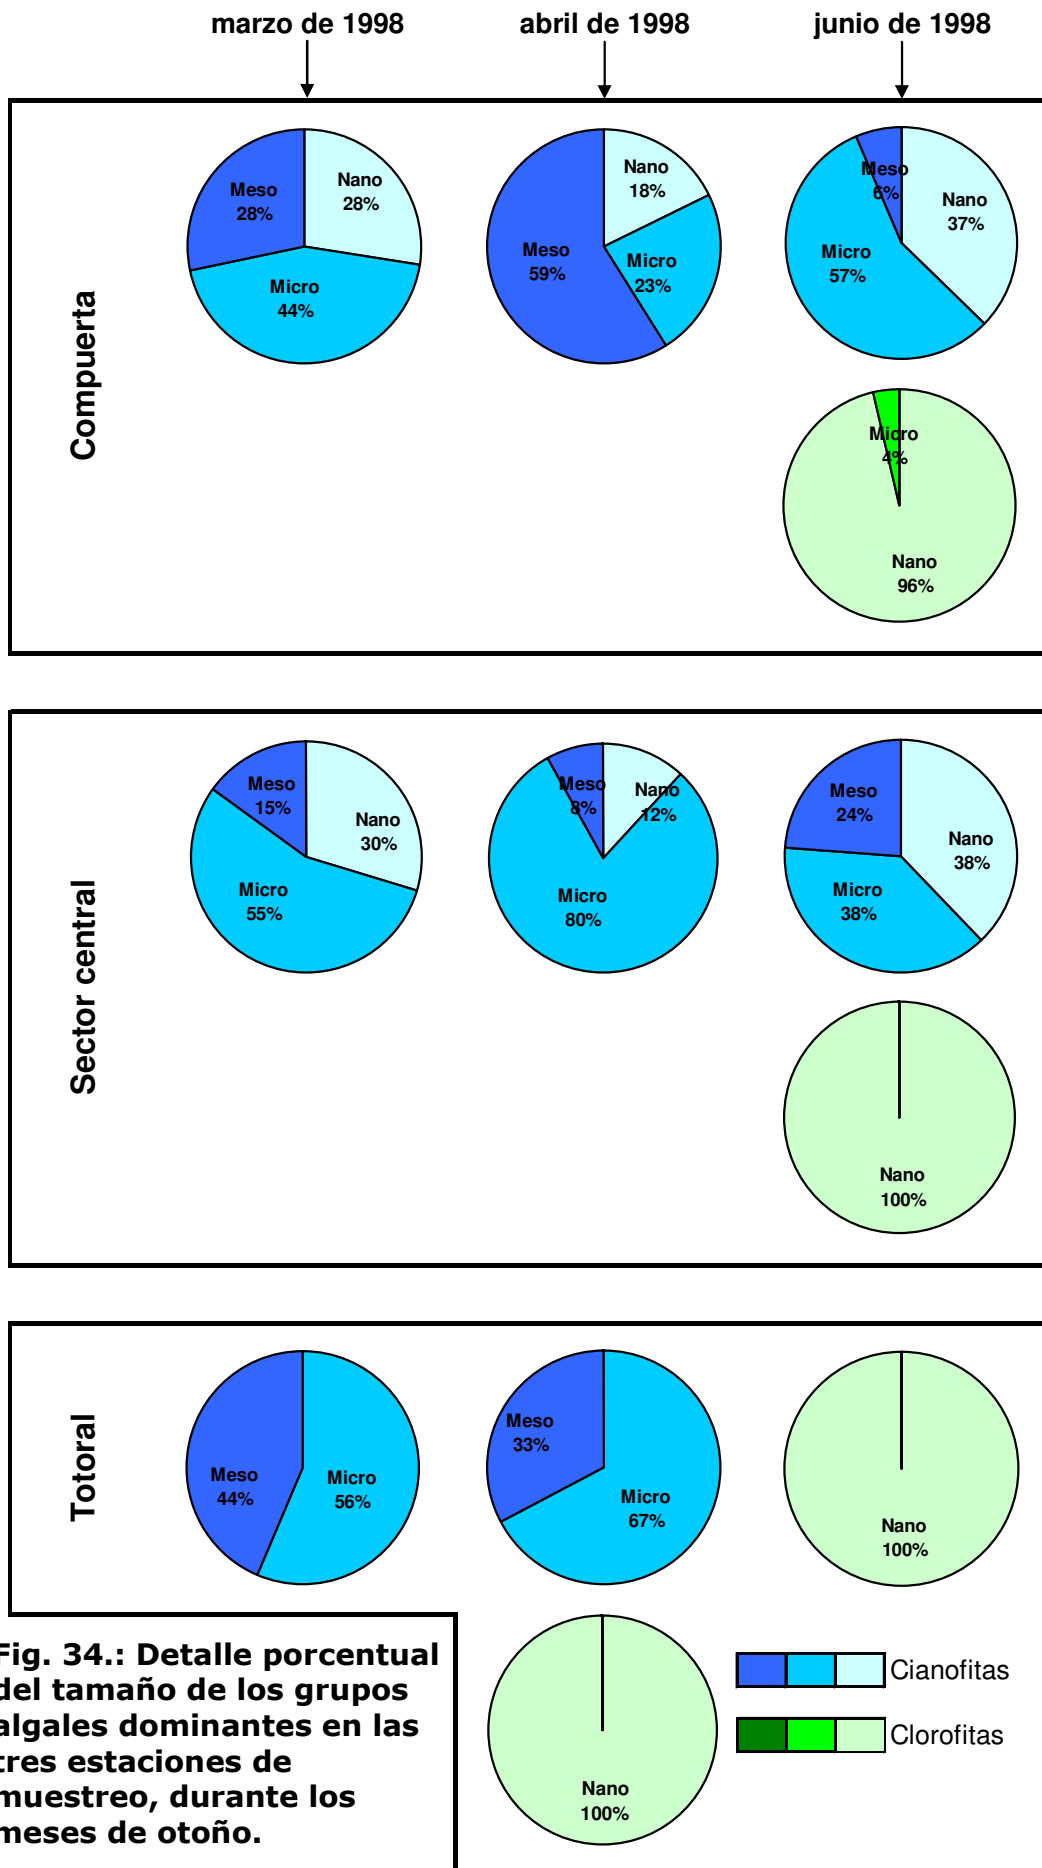 marzo de 1998
abril de 1998
junio de 1998
Compuerta
Meso
28%
Nano
28%
Micro
44%
Nano
18%
Meso
59%
Micro
23%
Meso
6%
Nano
37%
Micro
57%
Micro
4%
Nano
96%
Sector central
Meso
15%
Nano
30%
Micro
55%
Meso
8%
Nano
12%
Micro
80%
Meso
24%
Nano
38%
Micro
38%
Nano
100%
Totoral
Meso
44%
Micro
56%
Meso
33%
Micro
67%
Nano
100%
Nano
100%
Cianofitas
Clorofitas
Fig. 34.: Detalle porcentual
del tamaño de los grupos
algales dominantes en las
tres estaciones de
muestreo, durante los
meses de otoño.